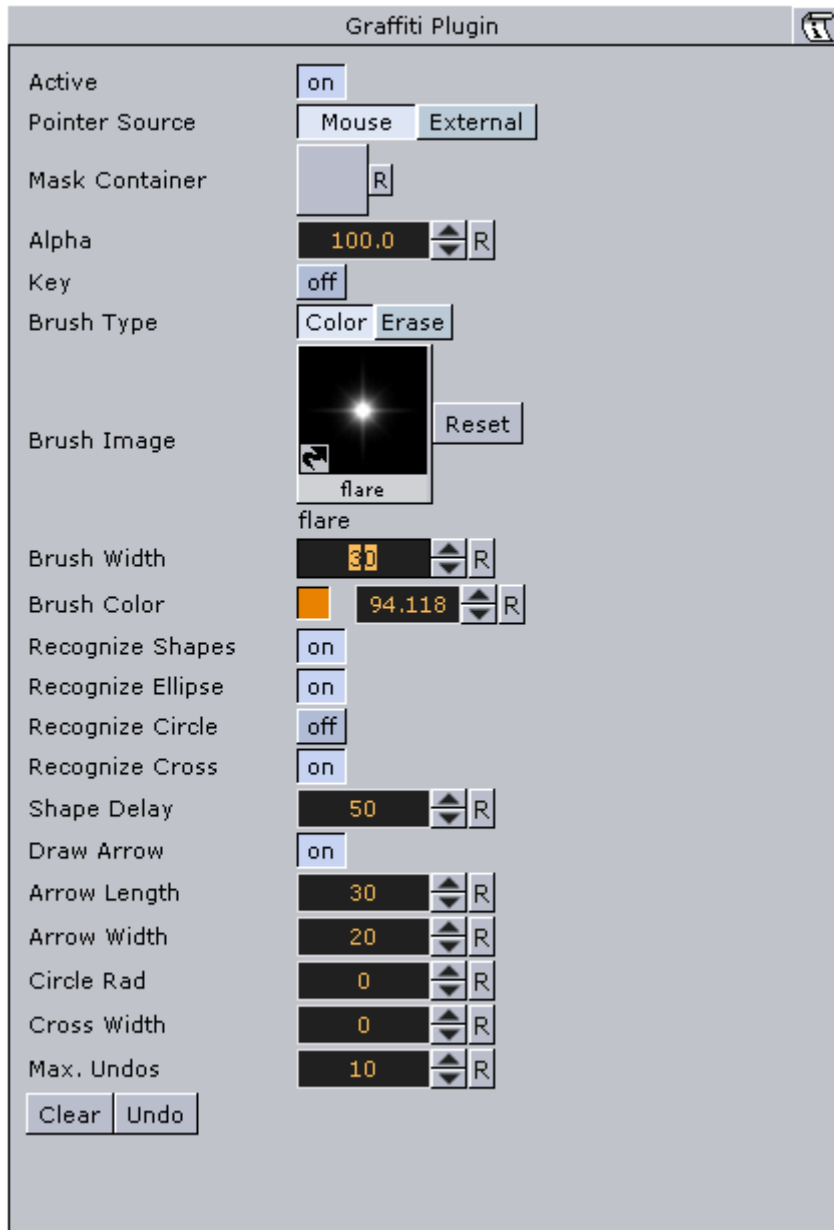 Graffiti Plugin
Active on
Pointer Source Mouse External
Mask Container R
Alpha 100.0 R
Key off
Brush Type Color Erase
Brush Image Reset
flare
flare
Brush Width 30 R
Brush Color 94.118 R
Recognize Shapes on
Recognize Ellipse on
Recognize Circle off
Recognize Cross on
Shape Delay 50 R
Draw Arrow on
Arrow Length 30 R
Arrow Width 20 R
Circle Rad 0 R
Cross Width 0 R
Max. Undos 10 R
Clear Undo